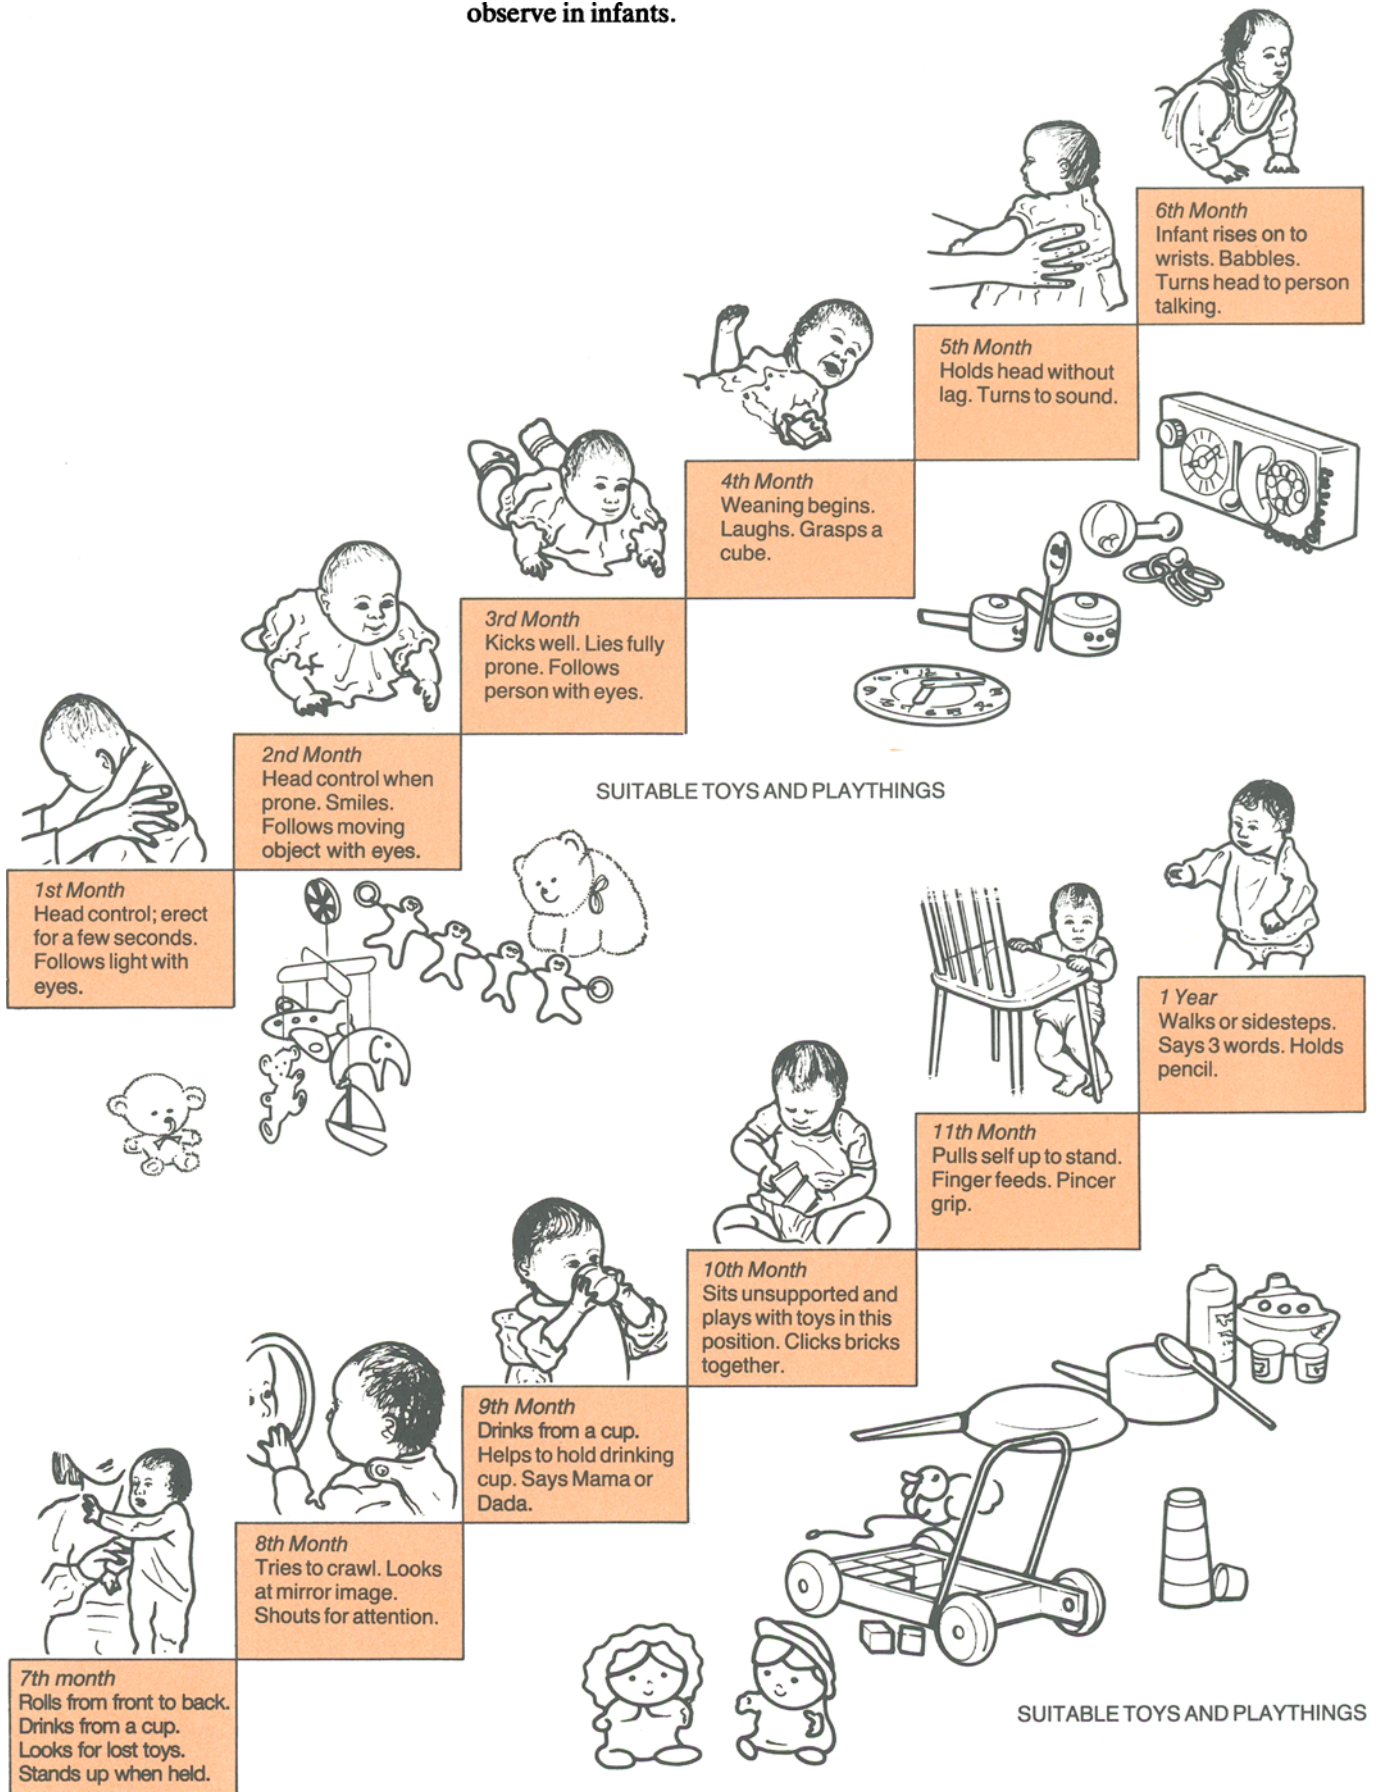 observe in infants.
6th Month
Infant rises on to
wrists. Babbles.
Turns head to person
talking.
5th Month
Holds head without
lag. Turns to sound.
4th Month
Weaning begins.
Laughs. Grasps a
cube.
3rd Month
Kicks well. Lies fully
prone. Follows
person with eyes.
2nd Month
Head control when
prone. Smiles.
Follows moving
object with eyes.
1st Month
Head control; erect
for a few seconds.
Follows light with
eyes.
SUITABLE TOYS AND PLAYTHINGS
1 Year
Walks or sidesteps.
Says 3 words. Holds
pencil.
11th Month
Pulls self up to stand.
Finger feeds. Pincer
grip.
10th Month
Sits unsupported and
plays with toys in this
position. Clicks bricks
together.
9th Month
Drinks from a cup.
Helps to hold drinking
cup. Says Mama or
Dada.
8th Month
Tries to crawl. Looks
at mirror image.
Shouts for attention.
7th month
Rolls from front to back.
Drinks from a cup.
Looks for lost toys.
Stands up when held.
SUITABLE TOYS AND PLAYTHINGS